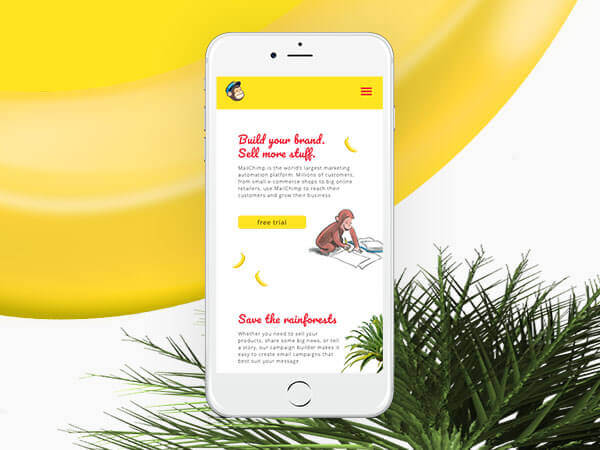 Build your brand.
Sell more stuff.
MailChimp is the world's largest marketing
automation platform. Millions of customers,
from small e-commerce shops to big online
retailers, use MailChimp to reach their
customers and grow their business.
free trial
Save the rainforests
Whether you need to sell your
products, share some big news, or tell
a story, our campaign builder makes it
easy to create email campaigns that
best suit your message.